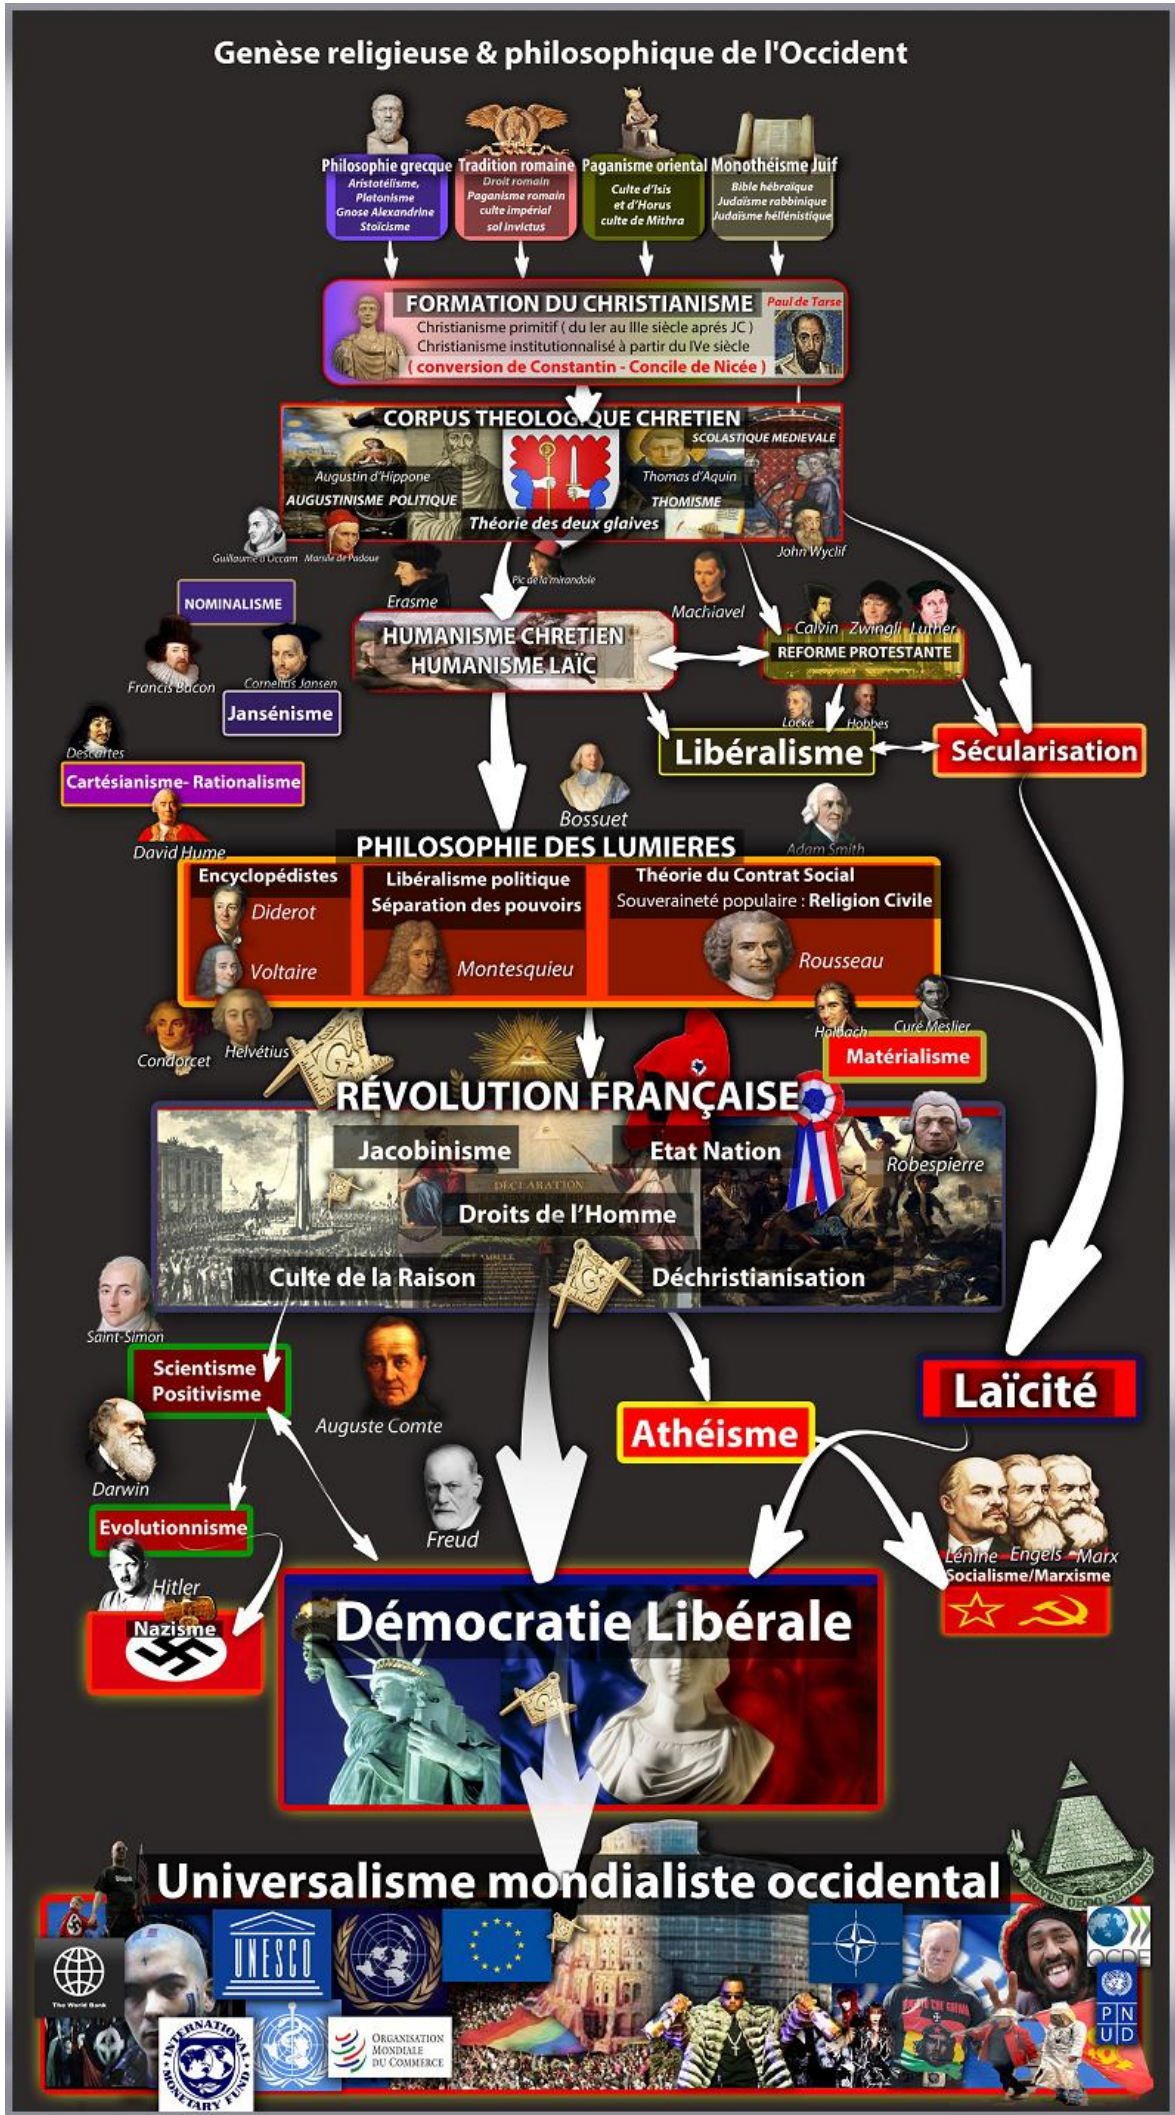 Genèse religieuse & philosophique de l'Occident
Philosophie grecque
Aristotélisme,
Platonisme
Gnose Alexandrine
Stoïcisme
Tradition romaine
Droit romain
Paganisme romain
culte impérial
sol invictus
Paganisme oriental
Culte d'Isis
et d'Horus
culte de Mithra
Monothéisme Juif
Bible hébraïque
Judaïsme rabbinique
Judaïsme héllénistique
FORMATION DU CHRISTIANISME
Paul de Tarse
Christianisme primitif ( du Ier au IIIe siècle aprés JC )
Christianisme institutionnalisé à partir du IVe siècle
( conversion de Constantin - Concile de Nicée )
CORPUS THEOLOGIQUE CHRETIEN
SCOLASTIQUE MEDIEVALE
Augustin d'Hippone
Thomas d'Aquin
AUGUSTINISME POLITIQUE
THOMISME
Théorie des deux glaives
Guillaume d'Occam
Marsile de Padoue
John Wyclif
Pic de la mirandole
NOMINALISME
Erasme
Machiavel
Calvin
Zwingli
Luther
HUMANISME CHRETIEN
HUMANISME LAÏC
REFORME PROTESTANTE
Francis Bacon
Cornelius Jansen
Jansénisme
Locke
Hobbes
Descartes
Libéralisme
Sécularisation
Cartésianisme- Rationalisme
Bossuet
David Hume
Adam Smith
PHILOSOPHIE DES LUMIERES
Encyclopédistes
Diderot
Voltaire
Libéralisme politique
Séparation des pouvoirs
Montesquieu
Théorie du Contrat Social
Souveraineté populaire : Religion Civile
Rousseau
Condorcet
Helvétius
Holbach
Curé Meslier
Matérialisme
G
RÉVOLUTION FRANÇAISE
Jacobinisme
Etat Nation
Robespierre
DÉCLARATION
Droits de l'Homme
Culte de la Raison
G
Déchristianisation
Saint-Simon
Scientisme
Positivisme
Auguste Comte
Laïcité
Athéisme
Darwin
Freud
Evolutionnisme
Lénine
Engels
Marx
Socialisme/Marxisme
Hitler
Nazisme
Démocratie Libérale
G
Universalisme mondialiste occidental
The World Bank
UNESCO
INTERNATIONAL
MONETARY FUND
ORGANISATION
MONDIALE
DU COMMERCE
OCDE
P N
U D